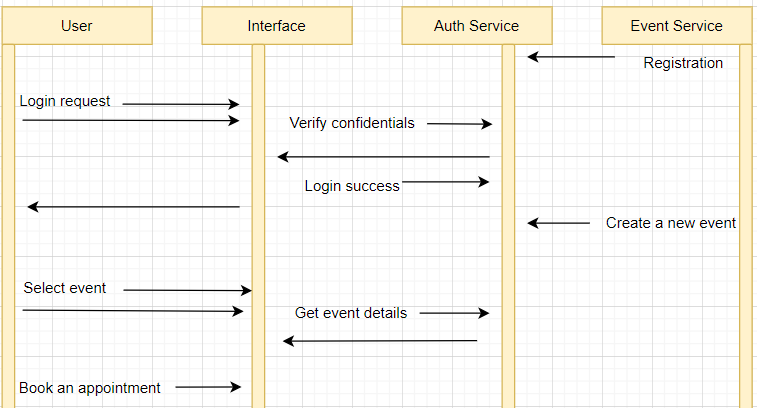 User
Interface
Auth Service
Event Service
Registration
Login request
Verify confidentials
Login success
Create a new event
Select event
Get event details
Book an appointment